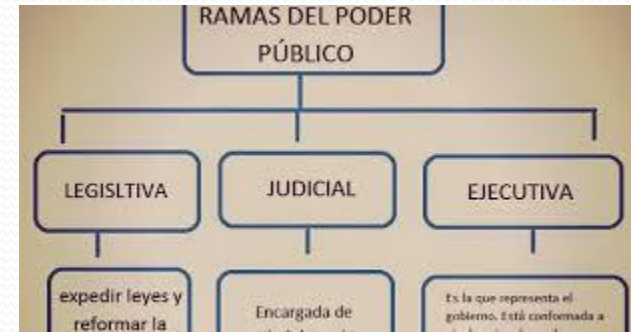 RAMAS DEL PODER
PÚBLICO
LEGISLTIVA
JUDICIAL
EJECUTIVA
expedir leyes y
reformar la
Encargada de
Es la que representa el
gobierno. Está conformada a